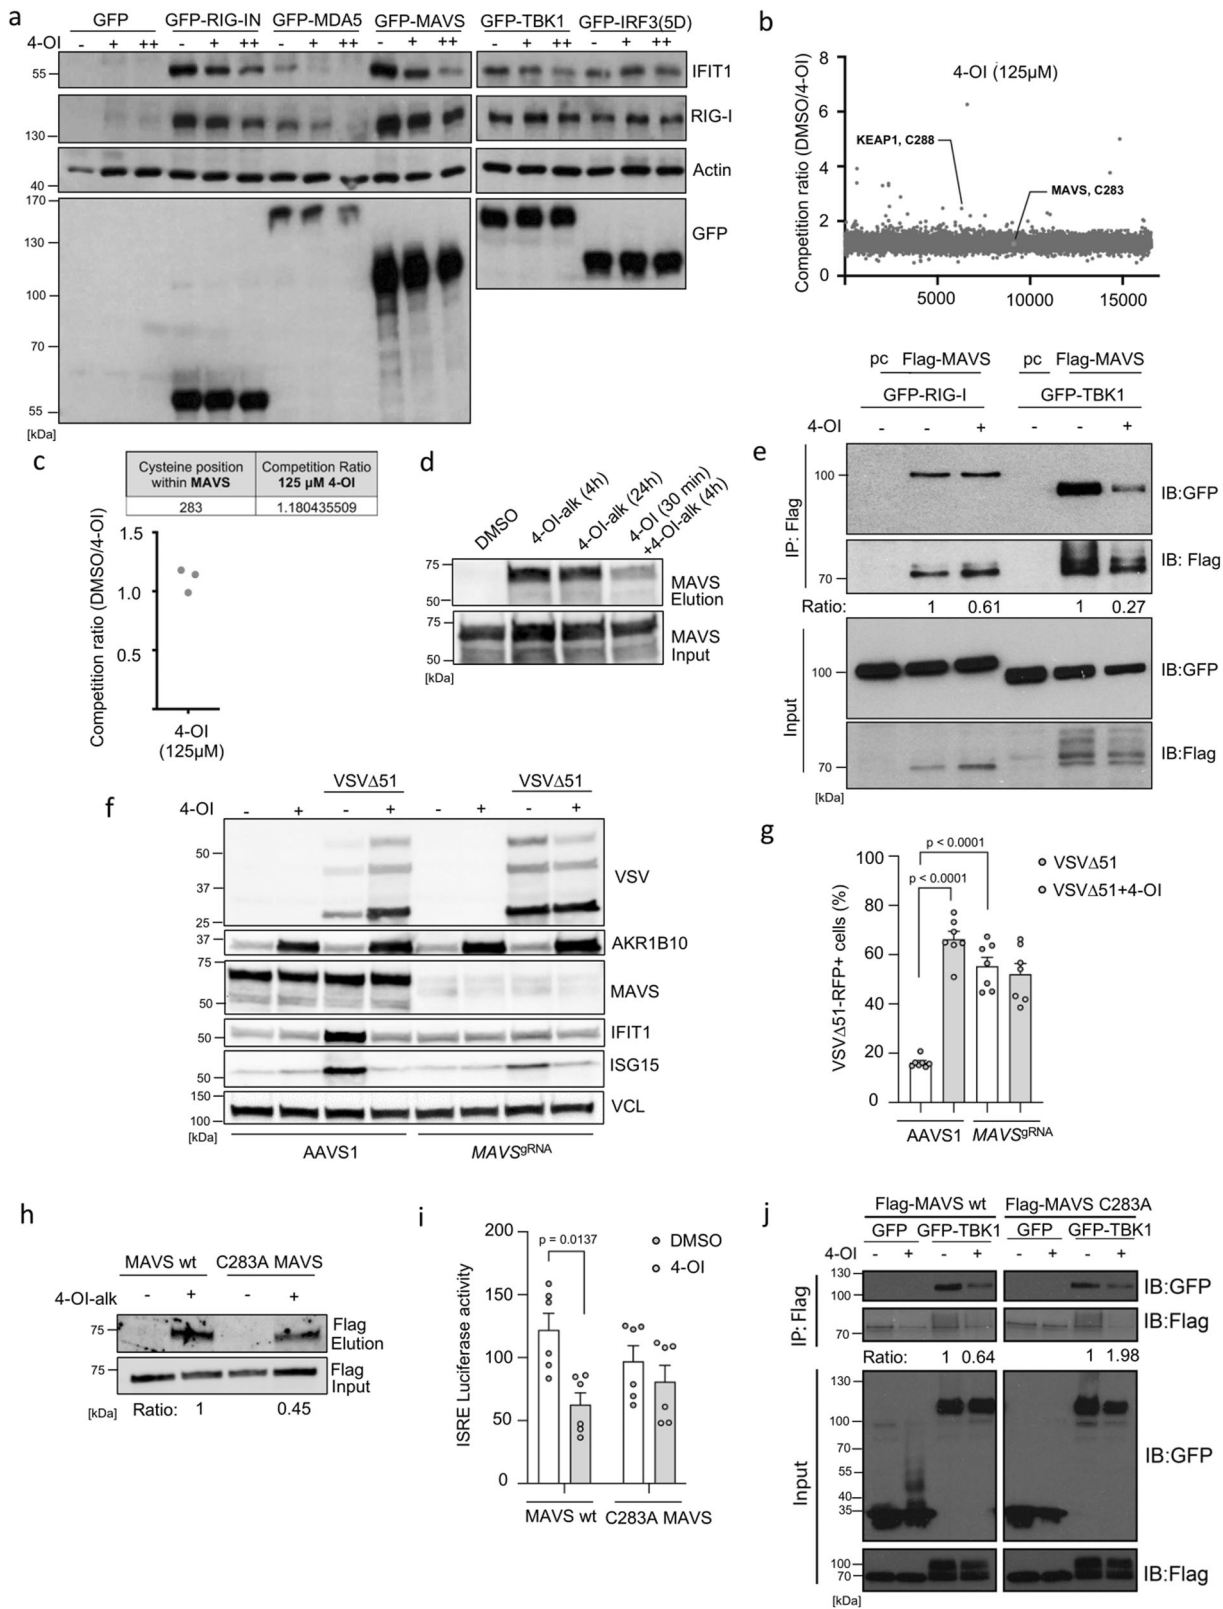 a
GFP GFP-RIG-IN GFP-MDA5 GFP-MAVS GFP-TBK1 GFP-IRF3(5D)
4-OI - + ++ - + ++ - + ++ - + ++ - + ++ - + ++
55 IFIT1
130 RIG-I
40 Actin
170
130 GFP
100
70
55
[kDa]
b
4-OI (125µM)
Competition ratio (DMSO/4-OI)
8
6
4
2
0
KEAP1, C288
MAVS, C283
5000 10000 15000
c
Cysteine position within MAVS
Competition Ratio 125 µM 4-OI
283 1.180435509
Competition ratio (DMSO/4-OI)
1.5
1.0
0.5
4-OI
(125µM)
d
DMSO
4-OI-alk (4h)
4-OI-alk (24h)
4-OI (30 min)
+4-OI-alk (4h)
75
50
MAVS
Elution
75
50
MAVS
Input
[kDa]
e
pc Flag-MAVS pc Flag-MAVS
GFP-RIG-I GFP-TBK1
4-OI - - + - - +
IP: Flag
100 IB:GFP
70 IB: Flag
Ratio: 1 0.61 1 0.27
Input
100 IB:GFP
70 IB:Flag
[kDa]
f
VSVΔ51 VSVΔ51
4-OI - + - + - + - +
50
37
25
VSV
37 AKR1B10
75
50
MAVS
50 IFIT1
50 ISG15
150
100
VCL
[kDa]
AAVS1 MAVSgRNA
g
VSVΔ51-RFP+ cells (%)
100
80
60
40
20
0
p < 0.0001
p < 0.0001
VSVΔ51
VSVΔ51+4-OI
AAVS1 MAVSgRNA
h
MAVS wt C283A MAVS
4-OI-alk - + - +
75 Flag
Elution
75 Flag
Input
[kDa] Ratio: 1 0.45
i
ISRE Luciferase activity
200
150
100
50
0
p = 0.0137
DMSO
4-OI
MAVS wt C283A MAVS
j
Flag-MAVS wt Flag-MAVS C283A
GFP GFP-TBK1 GFP GFP-TBK1
4-OI - + - + - + - +
IP: Flag
130
100
IB:GFP
70 IB:Flag
Ratio: 1 0.64 1 1.98
Input
130
100
70
55
40
35
IB:GFP
100
70
IB:Flag
[kDa]